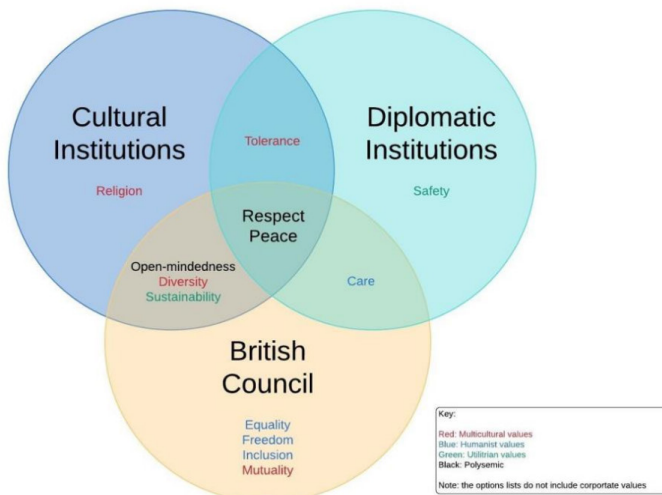 Cultural
Institutions
Religion
Tolerance
Diplomatic
Institutions
Safety
Respect
Peace
Open-mindedness
Diversity
Sustainability
Care
British
Council
Equality
Freedom
Inclusion
Mutuality
Key:
Red: Multicultural values
Blue: Humanist values
Green: Utilitrian values
Black: Polysemic
Note: the options lists do not include corportate values